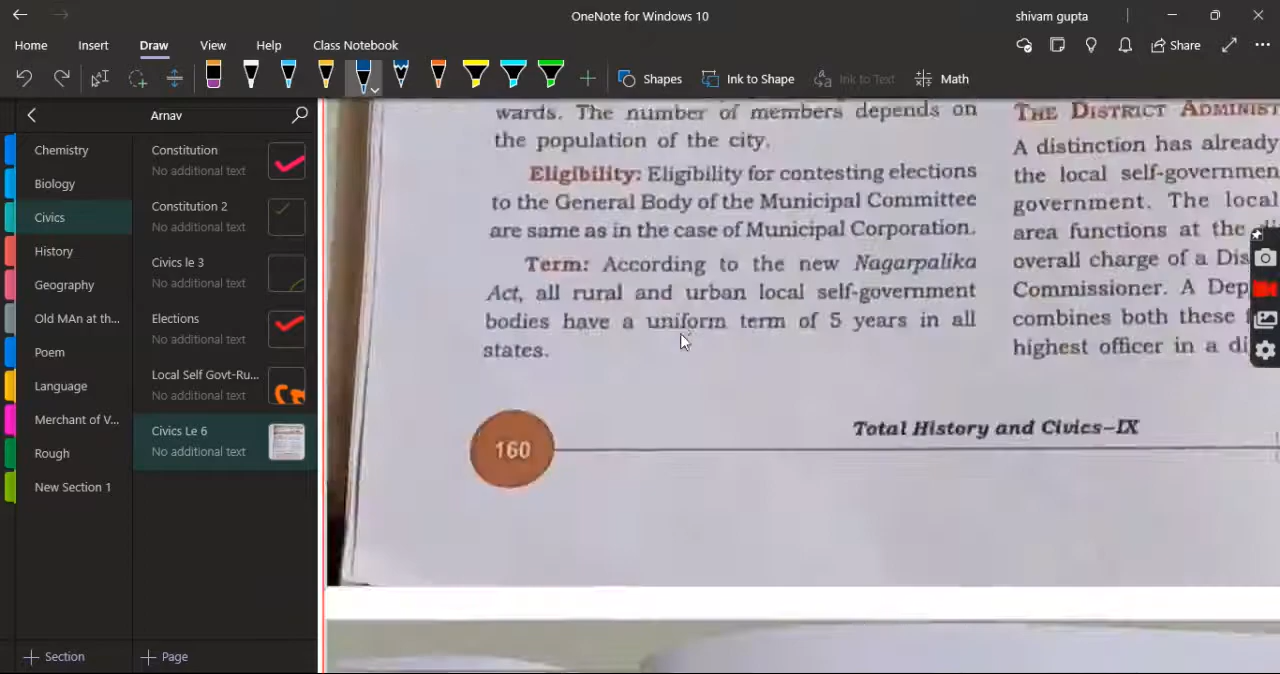 OneNote for Windows 10
shivam gupta
Home
Insert
Draw
View
Help
Class Notebook
Share
Shapes
Ink to Shape
Ink to Text
Math
Arnav
Chemistry
Biology
Civics
History
Geography
Old MAn at th...
Poem
Language
Merchant of V...
Rough
New Section 1
Constitution
No additional text
Constitution 2
No additional text
Civics le 3
No additional text
Elections
No additional text
Local Self Govt-Ru...
No additional text
Civics Le 6
No additional text
Section
Page
wards. The number of members depends on
the population of the city.
Eligibility: Eligibility for contesting elections
to the General Body of the Municipal Committee
are same as in the case of Municipal Corporation.
Term: According to the new Nagarpalika
Act, all rural and urban local self-government
bodies have a uniform term of 5 years in all
states.
THE DISTRICT ADMINIST
A distinction has already
the local self-governmen
government. The local
area functions at the di
overall charge of a Dis
Commissioner. A Dep
combines both these
highest officer in a di
160
Total History and Civics–IX